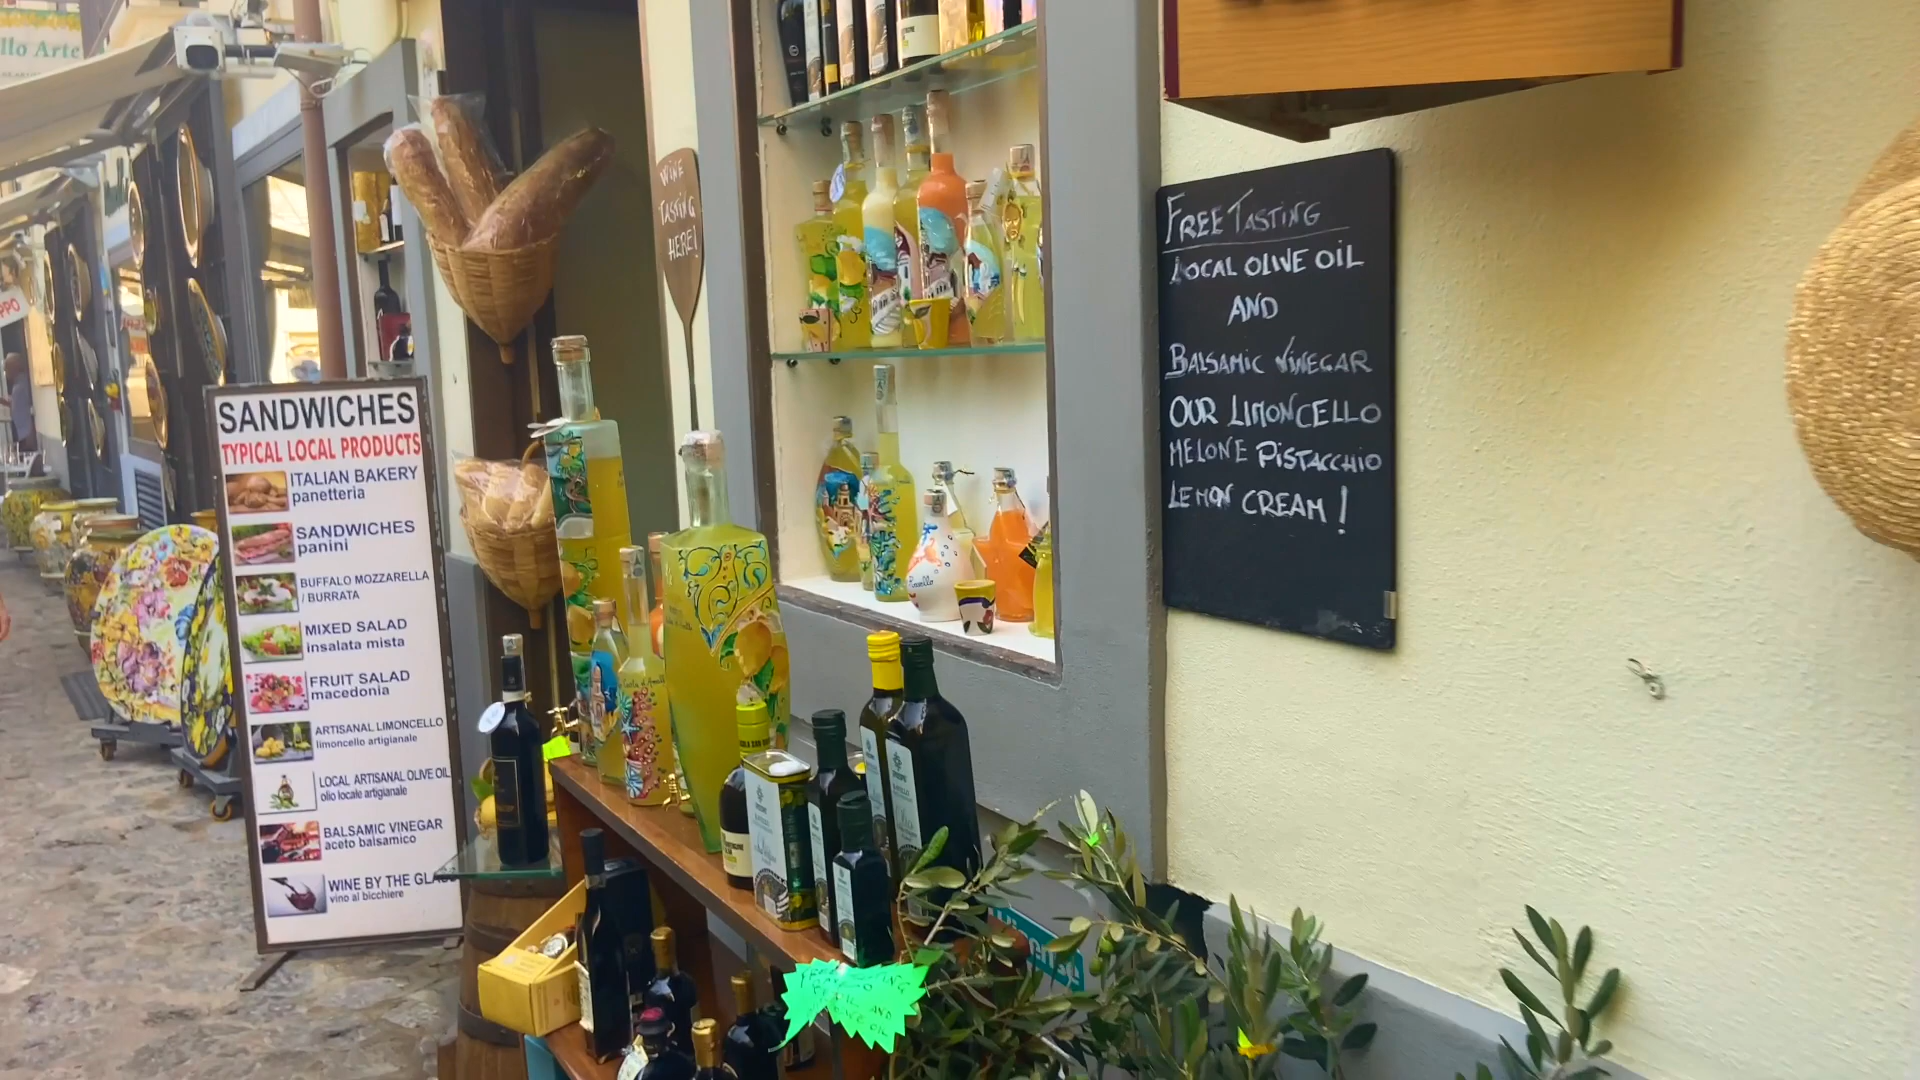 llo Arte
PPO
SANDWICHES
TYPICAL LOCAL PRODUCTS
ITALIAN BAKERY
panetteria
SANDWICHES
panini
BUFFALO MOZZARELLA
/ BURRATA
MIXED SALAD
insalata mista
FRUIT SALAD
macedonia
ARTISANAL LIMONCELLO
limoncello artigianale
LOCAL ARTISANAL OLIVE OIL
olio locale artigianale
BALSAMIC VINEGAR
aceto balsamico
WINE BY THE GLASS
vino al bicchiere
WINE
TASTING
HERE!
FREE TASTING
LOCAL OLIVE OIL
AND
BALSAMIC VINEGAR
OUR LIMONCELLO
MELONE PISTACCHIO
LEMON CREAM!
Ravello